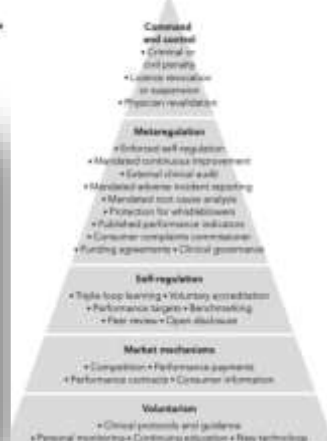 Command
and control
• Criminal or
civil penalty
• Licence revocation
or suspension
• Physician revalidation
Metaregulation
• Enforced self-regulation
• Mandated continuous improvement
• External clinical audit
• Mandated adverse incident reporting
• Mandated root cause analysis
• Protection for whistleblowers
• Published performance indicators
• Consumer complaints commissioner
• Funding agreements • Clinical governance
Self-regulation
• Triple-loop learning • Voluntary accreditation
• Performance targets • Benchmarking
• Peer review • Open disclosure
Market mechanisms
• Competition • Performance payments
• Performance contracts • Consumer information
Voluntarism
• Clinical protocols and guidance
• Personal monitoring • Continuing education • New technology